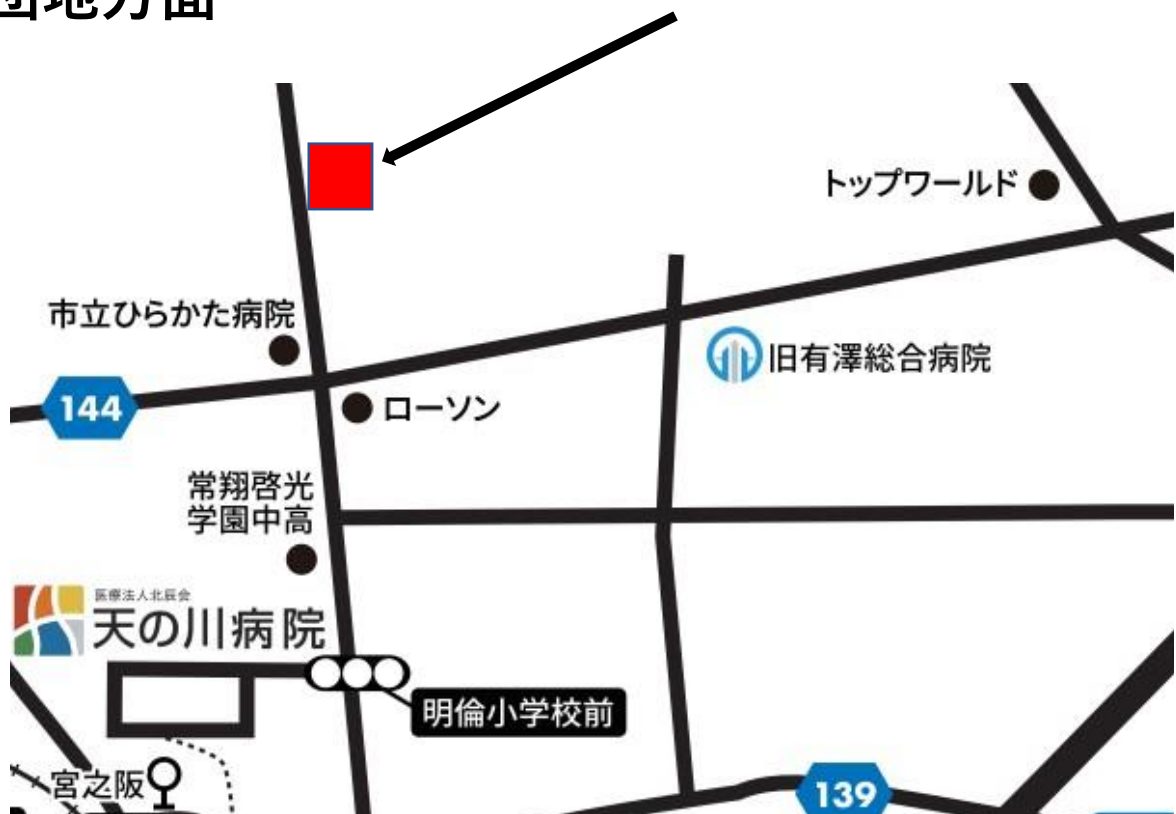 団地方面
トップワールド
市立ひらかた病院
旧有澤総合病院
144
ローソン
常翔啓光
学園中高
医療法人北辰会
天の川病院
明倫小学校前
宮之阪
139